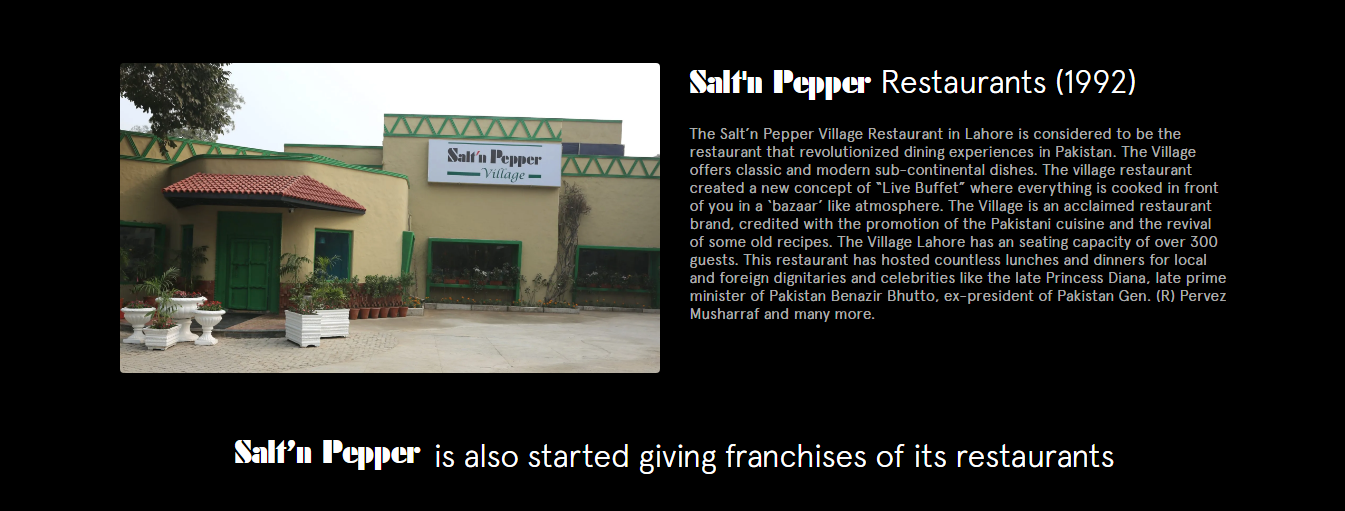 Salt'n Pepper Restaurants (1992)
Salt'n Pepper
Village
The Salt’n Pepper Village Restaurant in Lahore is considered to be the
restaurant that revolutionized dining experiences in Pakistan. The Village
offers classic and modern sub-continental dishes. The village restaurant
created a new concept of “Live Buffet” where everything is cooked in front
of you in a ‘bazaar’ like atmosphere. The Village is an acclaimed restaurant
brand, credited with the promotion of the Pakistani cuisine and the revival
of some old recipes. The Village Lahore has an seating capacity of over 300
guests. This restaurant has hosted countless lunches and dinners for local
and foreign dignitaries and celebrities like the late Princess Diana, late prime
minister of Pakistan Benazir Bhutto, ex-president of Pakistan Gen. (R) Pervez
Musharraf and many more.
Salt’n Pepper is also started giving franchises of its restaurants